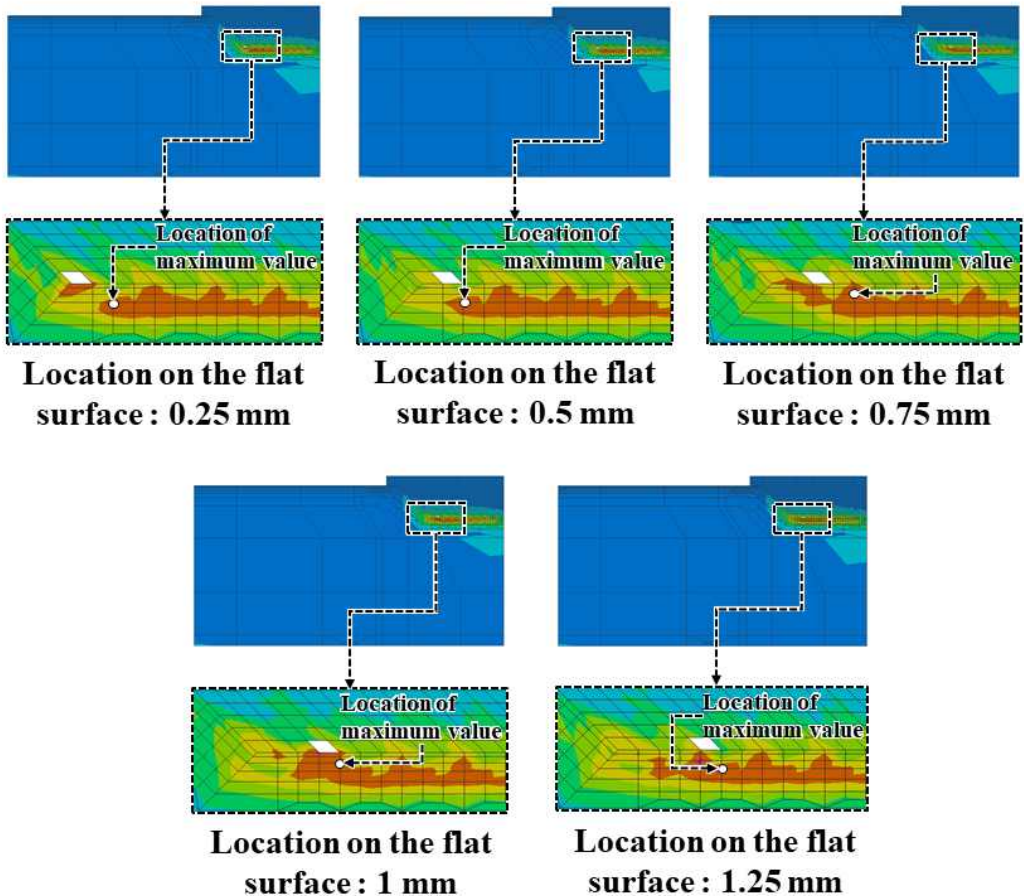 Location of
maximum value
Location on the flat
surface : 0.25 mm
Location of
maximum value
Location on the flat
surface : 0.5 mm
Location of
maximum value
Location on the flat
surface : 0.75 mm
Location of
maximum value
Location on the flat
surface : 1 mm
Location of
maximum value
Location on the flat
surface : 1.25 mm